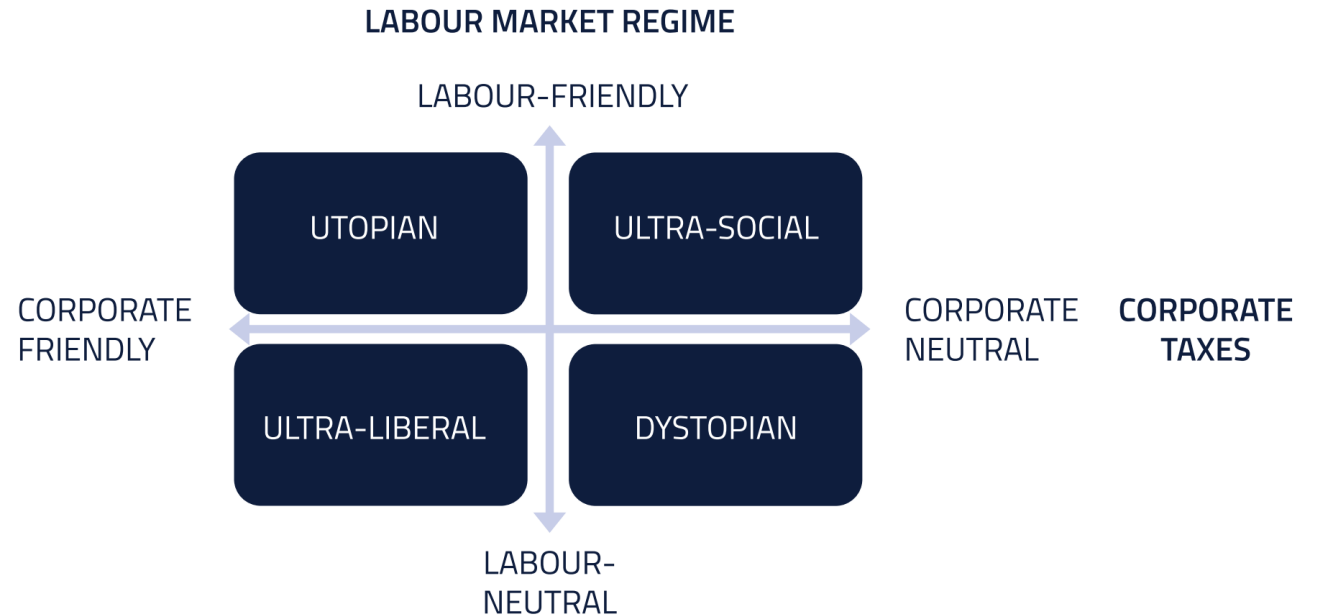 LABOUR MARKET REGIME
LABOUR-FRIENDLY
UTOPIAN
ULTRA-SOCIAL
CORPORATE
FRIENDLY
CORPORATE
NEUTRAL
CORPORATE
TAXES
ULTRA-LIBERAL
DYSTOPIAN
LABOUR-
NEUTRAL